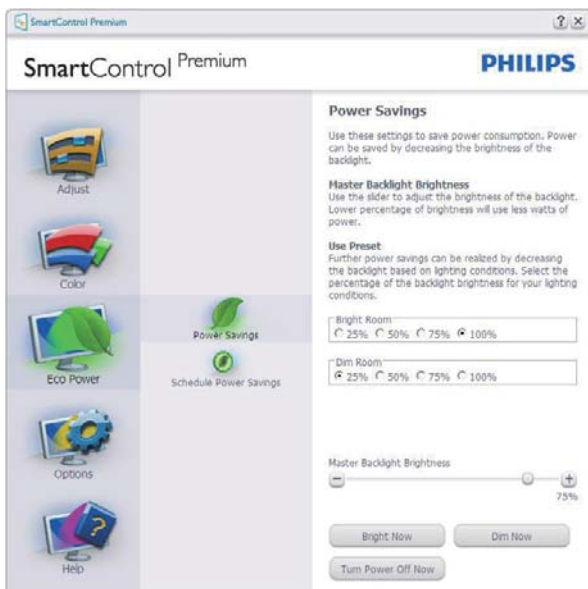 SmartControl Premium
SmartControl Premium
PHILIPS
Adjust
Color
Eco Power
Options
Help
Power Savings
Schedule Power Savings
Power Savings
Use these settings to save power consumption. Power
can be saved by decreasing the brightness of the
backlight.
Master Backlight Brightness
Use the slider to adjust the brightness of the backlight.
Lower percentage of brightness will use less watts of
power.
Use Preset
Further power savings can be realized by decreasing
the backlight based on lighting conditions. Select the
percentage of the backlight brightness for your lighting
conditions.
Bright Room
25% 50% 75% 100%
Dim Room
25% 50% 75% 100%
Master Backlight Brightness
75%
Bright Now Dim Now
Turn Power Off Now